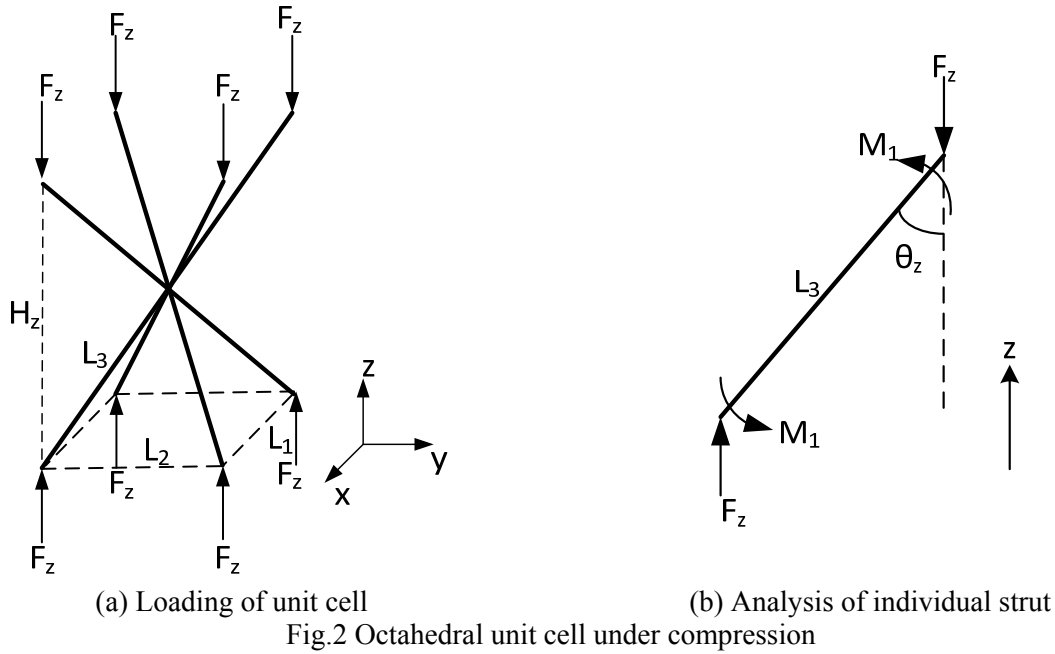 F_z
F_z
F_z
F_z
F_z
M_1
θ_z
H_z
L_3
L_3
z
z
L_1
L_2
y
M_1
F_z
F_z
x
F_z
F_z
F_z
(a) Loading of unit cell
(b) Analysis of individual strut
Fig.2 Octahedral unit cell under compression